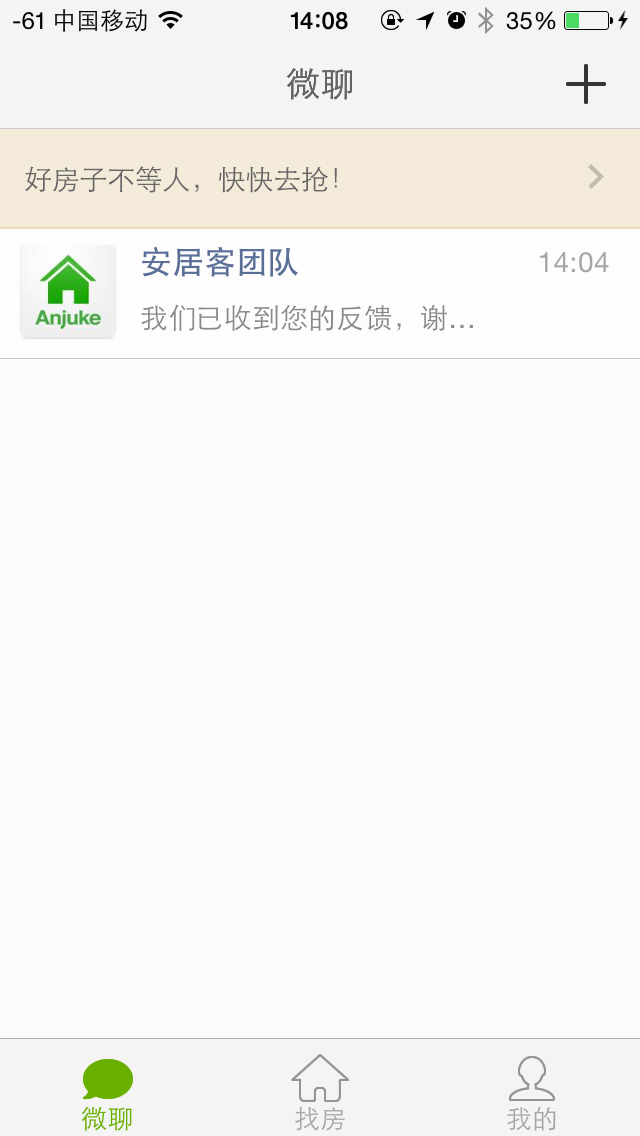 -61 中国移动 14:08 35%
微聊
好房子不等人，快快去抢！
安居客团队 14:04
Anjuke
我们已收到您的反馈，谢...
微聊 找房 我的